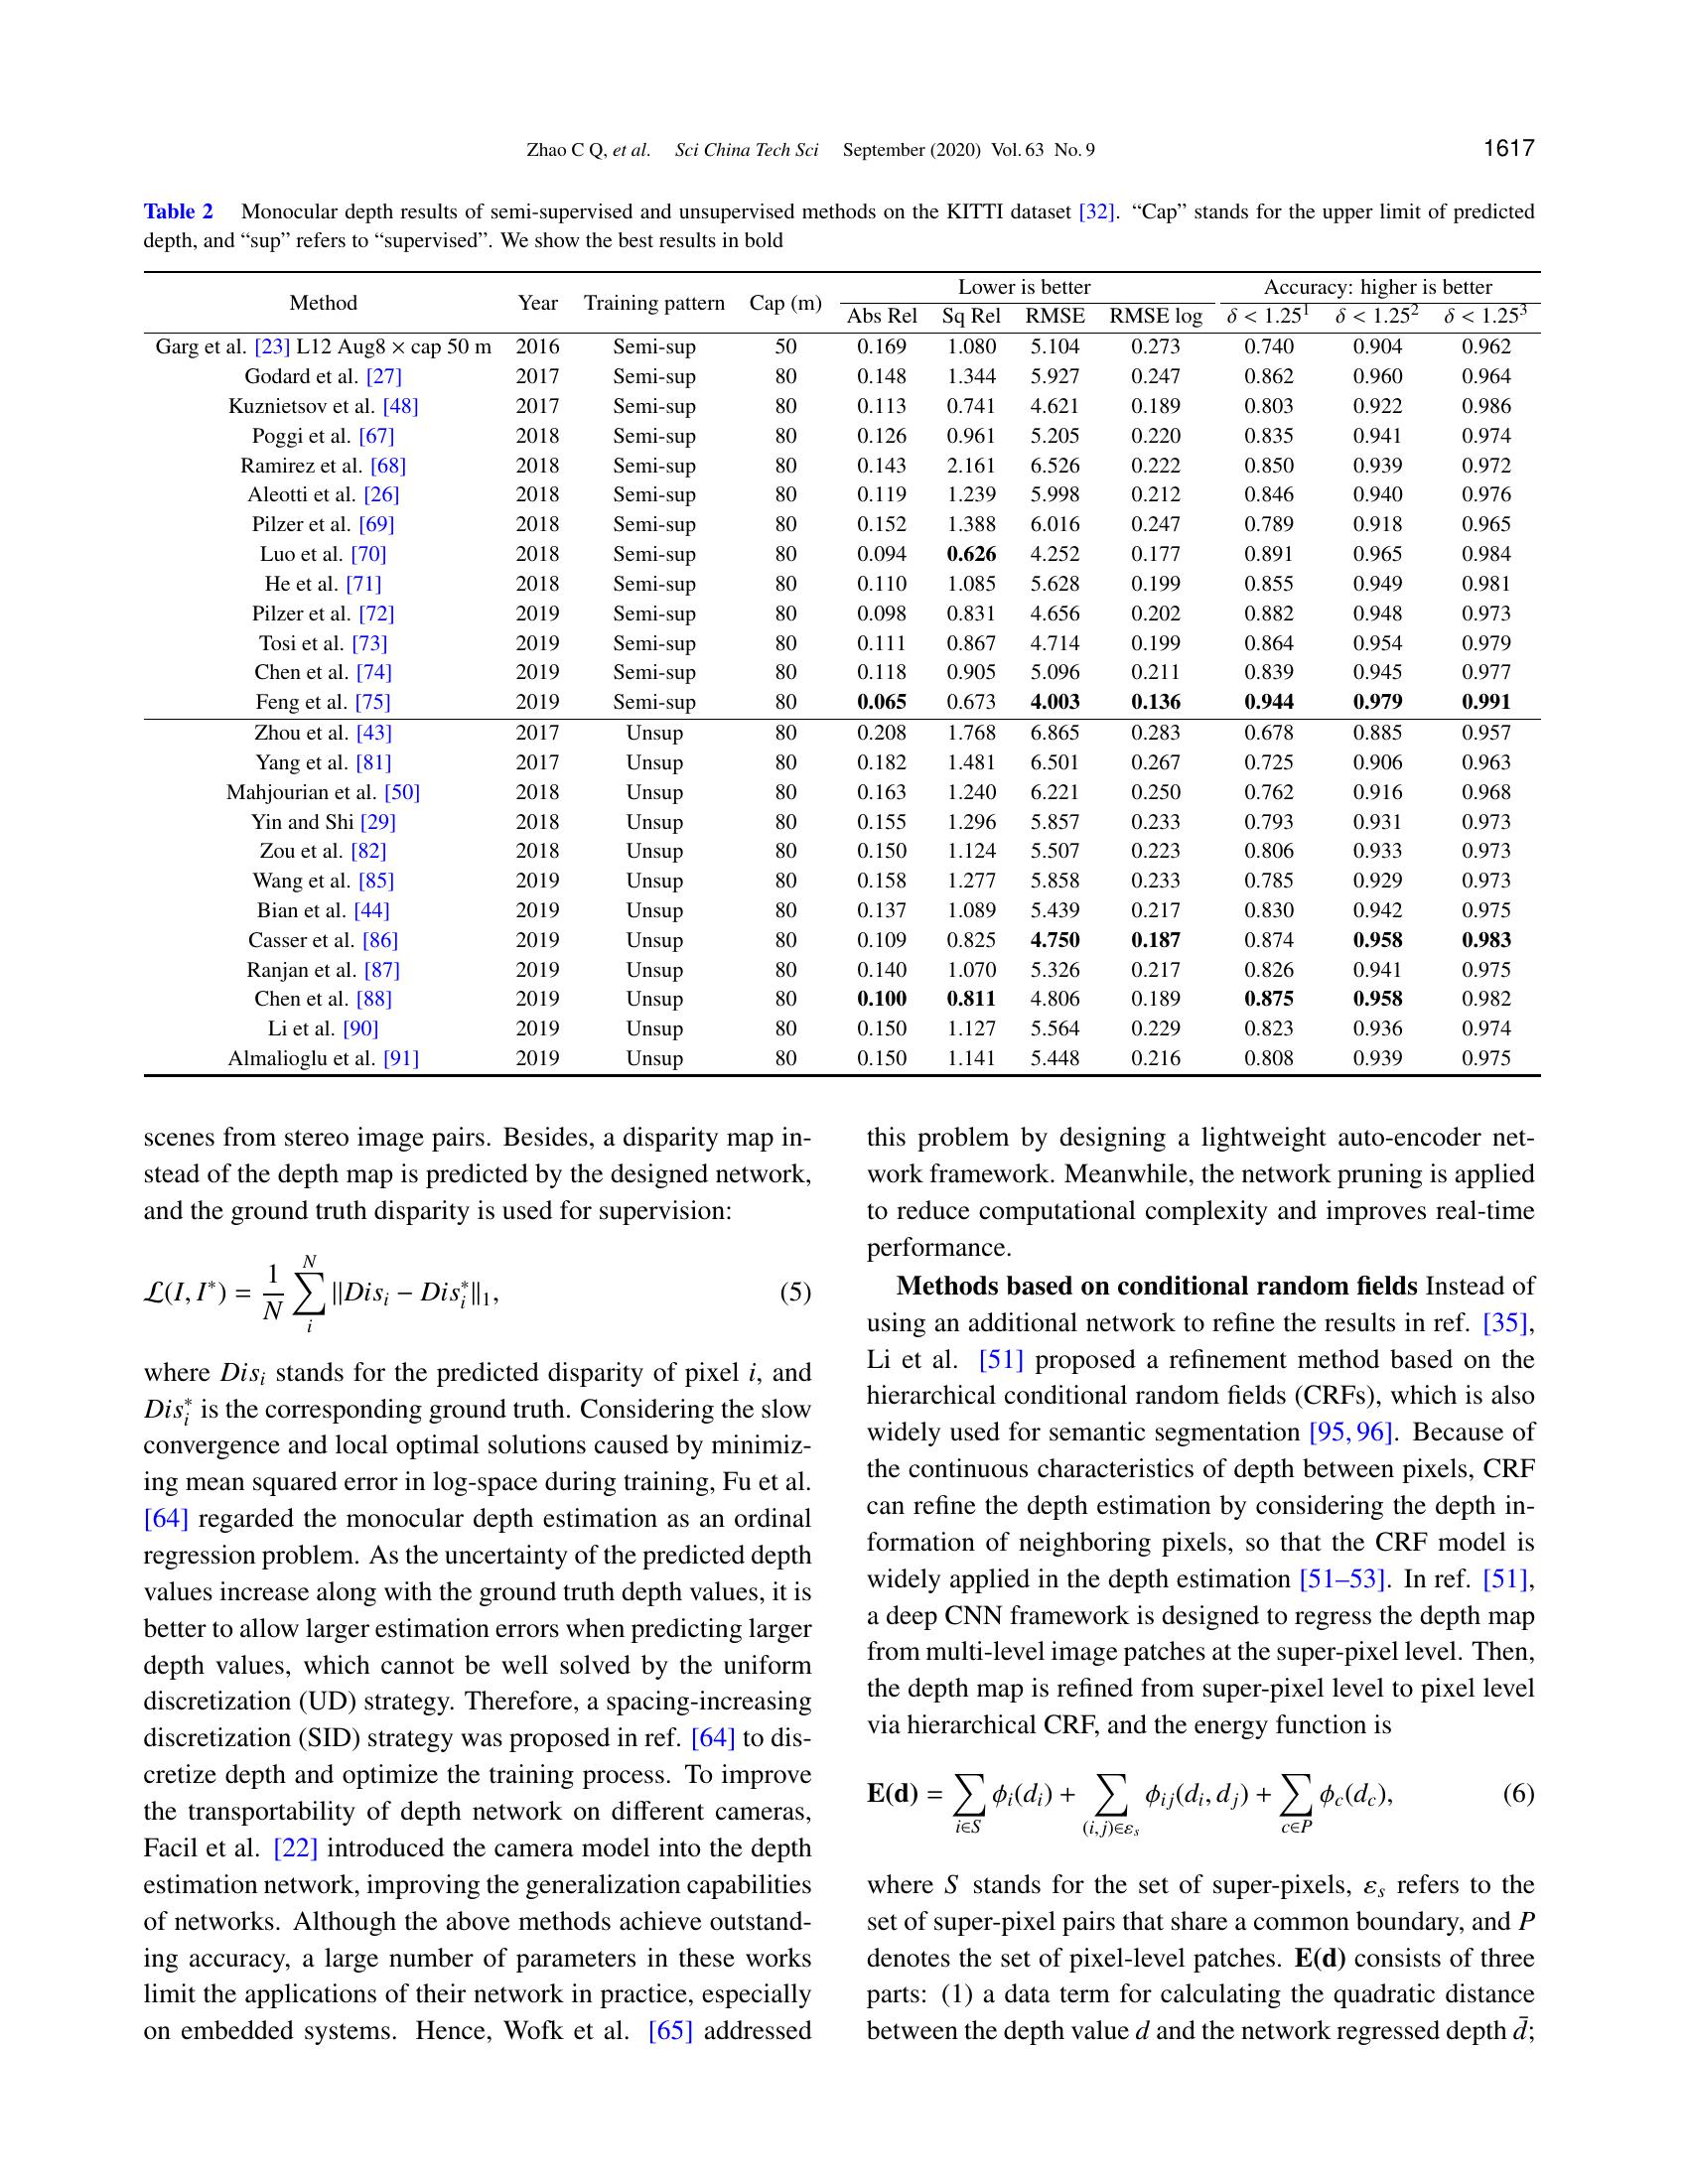 Zhao C Q, et al. Sci China Tech Sci September (2020) Vol. 63 No. 9 1617
Table 2 Monocular depth results of semi-supervised and unsupervised methods on the KITTI dataset [32]. “Cap” stands for the upper limit of predicted
depth, and “sup” refers to “supervised”. We show the best results in bold
Method Year Training pattern Cap (m) Lower is better Accuracy: higher is better
Abs Rel Sq Rel RMSE RMSE log δ < 1.25¹ δ < 1.25² δ < 1.25³
Garg et al. [23] L12 Aug8 × cap 50 m 2016 Semi-sup 50 0.169 1.080 5.104 0.273 0.740 0.904 0.962
Godard et al. [27] 2017 Semi-sup 80 0.148 1.344 5.927 0.247 0.862 0.960 0.964
Kuznietsov et al. [48] 2017 Semi-sup 80 0.113 0.741 4.621 0.189 0.803 0.922 0.986
Poggi et al. [67] 2018 Semi-sup 80 0.126 0.961 5.205 0.220 0.835 0.941 0.974
Ramirez et al. [68] 2018 Semi-sup 80 0.143 2.161 6.526 0.222 0.850 0.939 0.972
Aleotti et al. [26] 2018 Semi-sup 80 0.119 1.239 5.998 0.212 0.846 0.940 0.976
Pilzer et al. [69] 2018 Semi-sup 80 0.152 1.388 6.016 0.247 0.789 0.918 0.965
Luo et al. [70] 2018 Semi-sup 80 0.094 0.626 4.252 0.177 0.891 0.965 0.984
He et al. [71] 2018 Semi-sup 80 0.110 1.085 5.628 0.199 0.855 0.949 0.981
Pilzer et al. [72] 2019 Semi-sup 80 0.098 0.831 4.656 0.202 0.882 0.948 0.973
Tosi et al. [73] 2019 Semi-sup 80 0.111 0.867 4.714 0.199 0.864 0.954 0.979
Chen et al. [74] 2019 Semi-sup 80 0.118 0.905 5.096 0.211 0.839 0.945 0.977
Feng et al. [75] 2019 Semi-sup 80 0.065 0.673 4.003 0.136 0.944 0.979 0.991
Zhou et al. [43] 2017 Unsup 80 0.208 1.768 6.865 0.283 0.678 0.885 0.957
Yang et al. [81] 2017 Unsup 80 0.182 1.481 6.501 0.267 0.725 0.906 0.963
Mahjourian et al. [50] 2018 Unsup 80 0.163 1.240 6.221 0.250 0.762 0.916 0.968
Yin and Shi [29] 2018 Unsup 80 0.155 1.296 5.857 0.233 0.793 0.931 0.973
Zou et al. [82] 2018 Unsup 80 0.150 1.124 5.507 0.223 0.806 0.933 0.973
Wang et al. [85] 2019 Unsup 80 0.158 1.277 5.858 0.233 0.785 0.929 0.973
Bian et al. [44] 2019 Unsup 80 0.137 1.089 5.439 0.217 0.830 0.942 0.975
Casser et al. [86] 2019 Unsup 80 0.109 0.825 4.750 0.187 0.874 0.958 0.983
Ranjan et al. [87] 2019 Unsup 80 0.140 1.070 5.326 0.217 0.826 0.941 0.975
Chen et al. [88] 2019 Unsup 80 0.100 0.811 4.806 0.189 0.875 0.958 0.982
Li et al. [90] 2019 Unsup 80 0.150 1.127 5.564 0.229 0.823 0.936 0.974
Almalioglu et al. [91] 2019 Unsup 80 0.150 1.141 5.448 0.216 0.808 0.939 0.975
scenes from stereo image pairs. Besides, a disparity map in-
stead of the depth map is predicted by the designed network,
and the ground truth disparity is used for supervision:
ℒ(I, I*) = 1/N ∑_i^N ||Dis_i − Dis_i*||_1, (5)
where Dis_i stands for the predicted disparity of pixel i, and
Dis_i* is the corresponding ground truth. Considering the slow
convergence and local optimal solutions caused by minimiz-
ing mean squared error in log-space during training, Fu et al.
[64] regarded the monocular depth estimation as an ordinal
regression problem. As the uncertainty of the predicted depth
values increase along with the ground truth depth values, it is
better to allow larger estimation errors when predicting larger
depth values, which cannot be well solved by the uniform
discretization (UD) strategy. Therefore, a spacing-increasing
discretization (SID) strategy was proposed in ref. [64] to dis-
cretize depth and optimize the training process. To improve
the transportability of depth network on different cameras,
Facil et al. [22] introduced the camera model into the depth
estimation network, improving the generalization capabilities
of networks. Although the above methods achieve outstand-
ing accuracy, a large number of parameters in these works
limit the applications of their network in practice, especially
on embedded systems. Hence, Wofk et al. [65] addressed
this problem by designing a lightweight auto-encoder net-
work framework. Meanwhile, the network pruning is applied
to reduce computational complexity and improves real-time
performance.
Methods based on conditional random fields Instead of
using an additional network to refine the results in ref. [35],
Li et al. [51] proposed a refinement method based on the
hierarchical conditional random fields (CRFs), which is also
widely used for semantic segmentation [95, 96]. Because of
the continuous characteristics of depth between pixels, CRF
can refine the depth estimation by considering the depth in-
formation of neighboring pixels, so that the CRF model is
widely applied in the depth estimation [51–53]. In ref. [51],
a deep CNN framework is designed to regress the depth map
from multi-level image patches at the super-pixel level. Then,
the depth map is refined from super-pixel level to pixel level
via hierarchical CRF, and the energy function is
E(d) = ∑_{i∈S} ϕ_i(d_i) + ∑_{(i,j)∈ε_s} ϕ_ij(d_i, d_j) + ∑_{c∈P} ϕ_c(d_c), (6)
where S stands for the set of super-pixels, ε_s refers to the
set of super-pixel pairs that share a common boundary, and P
denotes the set of pixel-level patches. E(d) consists of three
parts: (1) a data term for calculating the quadratic distance
between the depth value d and the network regressed depth d̄;